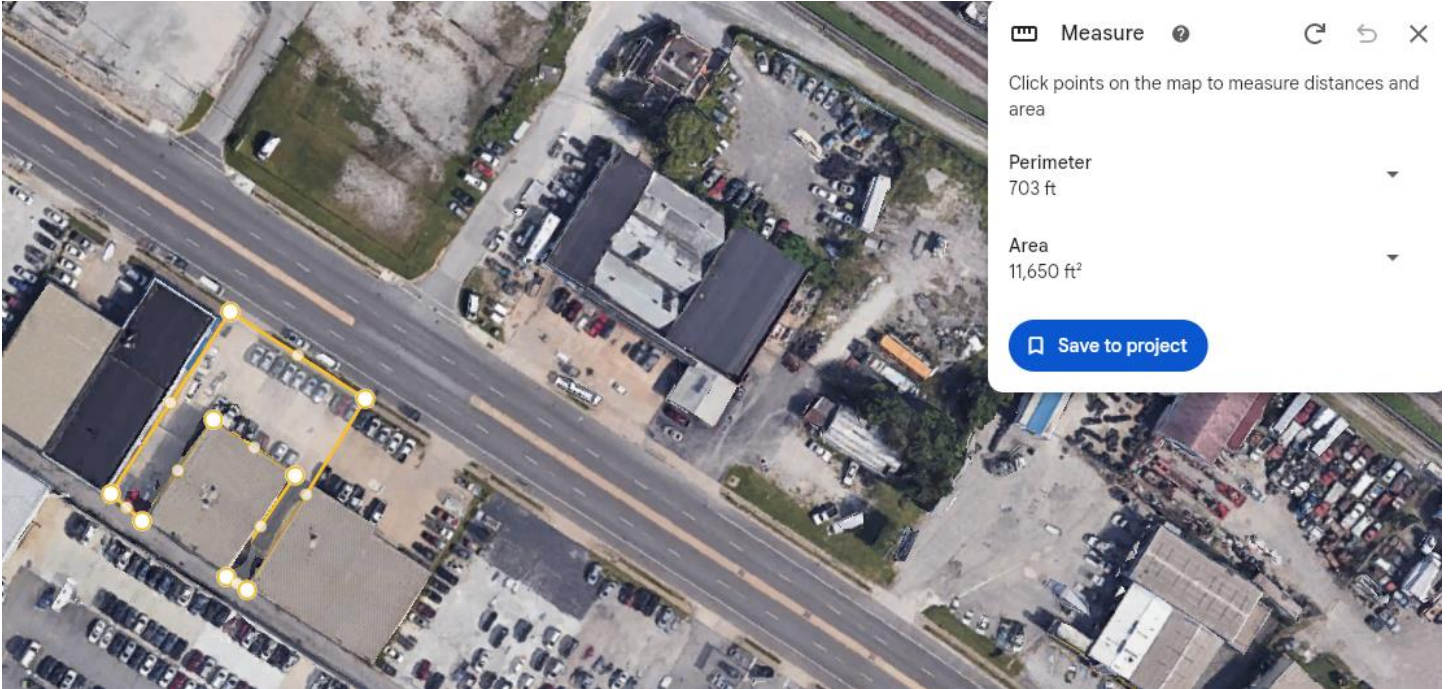 Measure
Click points on the map to measure distances and
area
Perimeter
703 ft
Area
11,650 ft²
Save to project